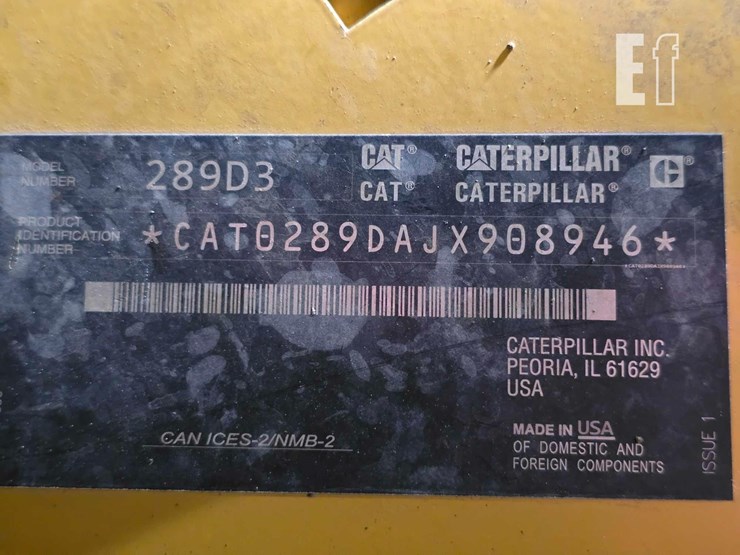 Ef
MODEL NUMBER 289D3
CAT® CATERPILLAR®
CAT® CATERPILLAR®
PRODUCT IDENTIFICATION NUMBER *CAT0289DAJX908946*
CATERPILLAR INC.
PEORIA, IL 61629
USA
CAN ICES-2/NMB-2
MADE IN USA
OF DOMESTIC AND
FOREIGN COMPONENTS
ISSUE 1